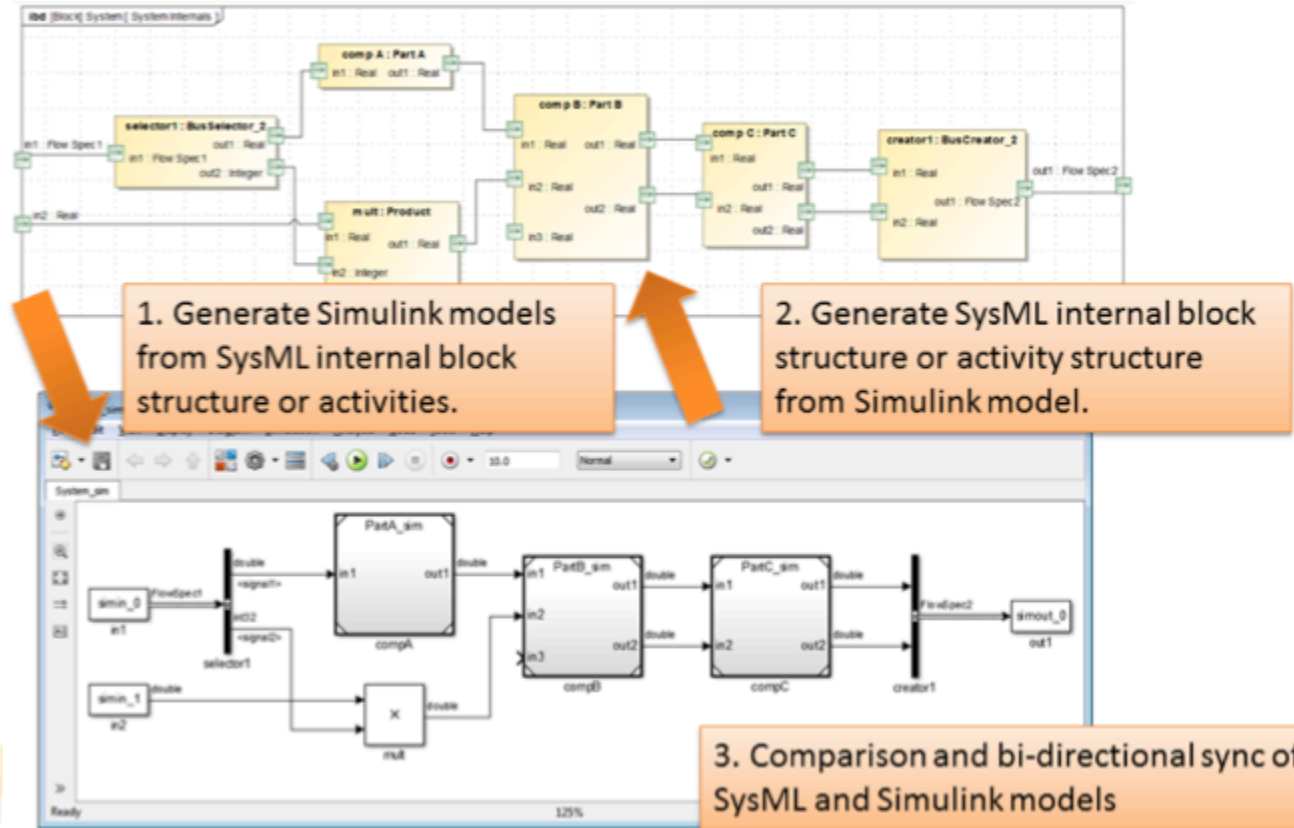 ibd [Block] System [ System Internals ]
comp A : Part A
in1 : Real out1 : Real
comp B : Part B
selector1 : BusSelector_2
out1 : Real
in1 : Flow Spec1
in1 : Flow Spec1
out2 : Integer
in1 : Real out1 : Real
comp C : Part C
in1 : Real
creator1 : BusCreator_2
in1 : Real
out1 : Flow Spec2
in2 : Real
out1 : Real
out1 : Flow Spec2
in2 : Real
mult : Product
out2 : Real
in2 : Real
in2 : Real
in1 : Real out1 : Real
in3 : Real
out2 : Real
in2 : Integer
1. Generate Simulink models
from SysML internal block
structure or activities.
2. Generate SysML internal block
structure or activity structure
from Simulink model.
10.0
Normal
System_sim
PartA_sim
in1 out1
compA
simin_0
in1
FlowSpec1
double
<signal1>
int32
<signal2>
selector1
double
PartB_sim
in1 out1
in2
in3 out2
compB
double
double
PartC_sim
in1 out1
in2 out2
compC
double
double
FlowSpec2
creator1
simout_0
out1
simin_1
in2
double
×
mult
double
3. Comparison and bi-directional sync of
SysML and Simulink models
Ready
125%